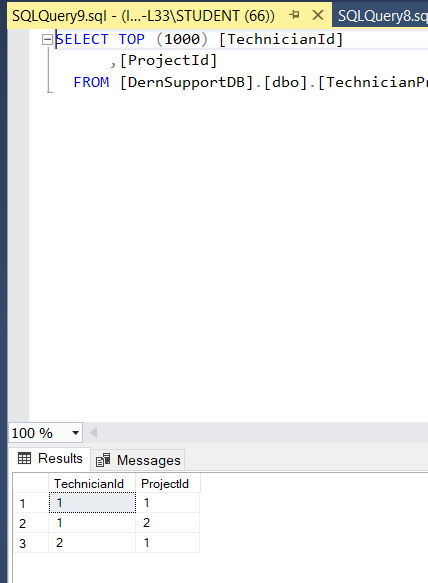 SQLQuery9.sql - (l...-L33\STUDENT (66)) SQLQuery8.sq
SELECT TOP (1000) [TechnicianId]
,[ProjectId]
FROM [DernSupportDB].[dbo].[TechnicianPr
100 %
Results Messages
TechnicianId ProjectId
1 1 1
2 1 2
3 2 1